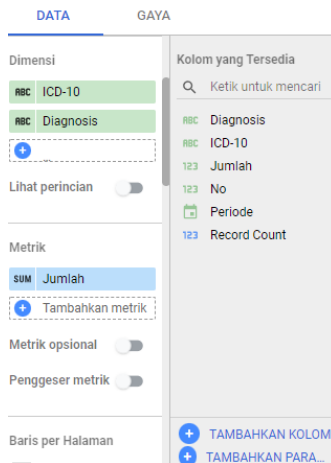 DATA
GAYA
Dimensi
ABC ICD-10
ABC Diagnosis
Lihat perincian
Metrik
SUM Jumlah
Tambahkan metrik
Metrik opsional
Penggeser metrik
Baris per Halaman
Kolom yang Tersedia
Ketik untuk mencari
ABC Diagnosis
ABC ICD-10
123 Jumlah
123 No
Periode
123 Record Count
TAMBAHKAN KOLOM
TAMBAHKAN PARA...